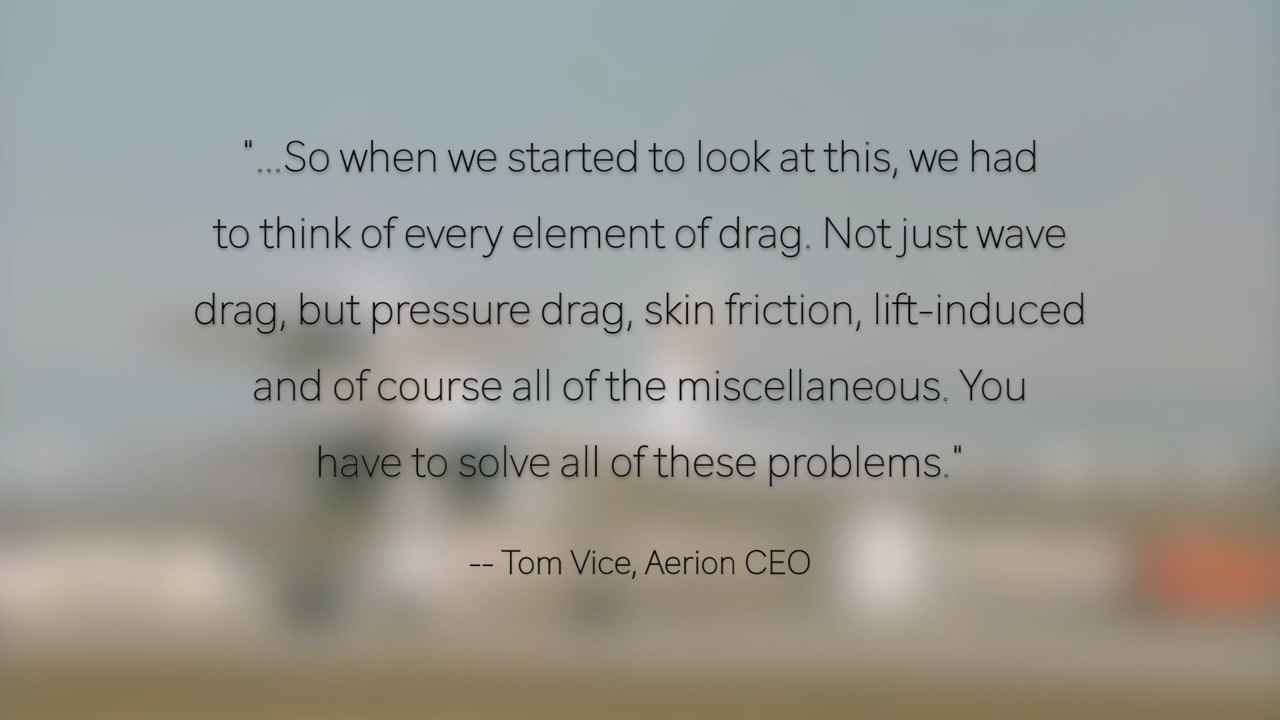 "...So when we started to look at this, we had
to think of every element of drag. Not just wave
drag, but pressure drag, skin friction, lift-induced
and of course all of the miscellaneous. You
have to solve all of these problems."
-- Tom Vice, Aerion CEO